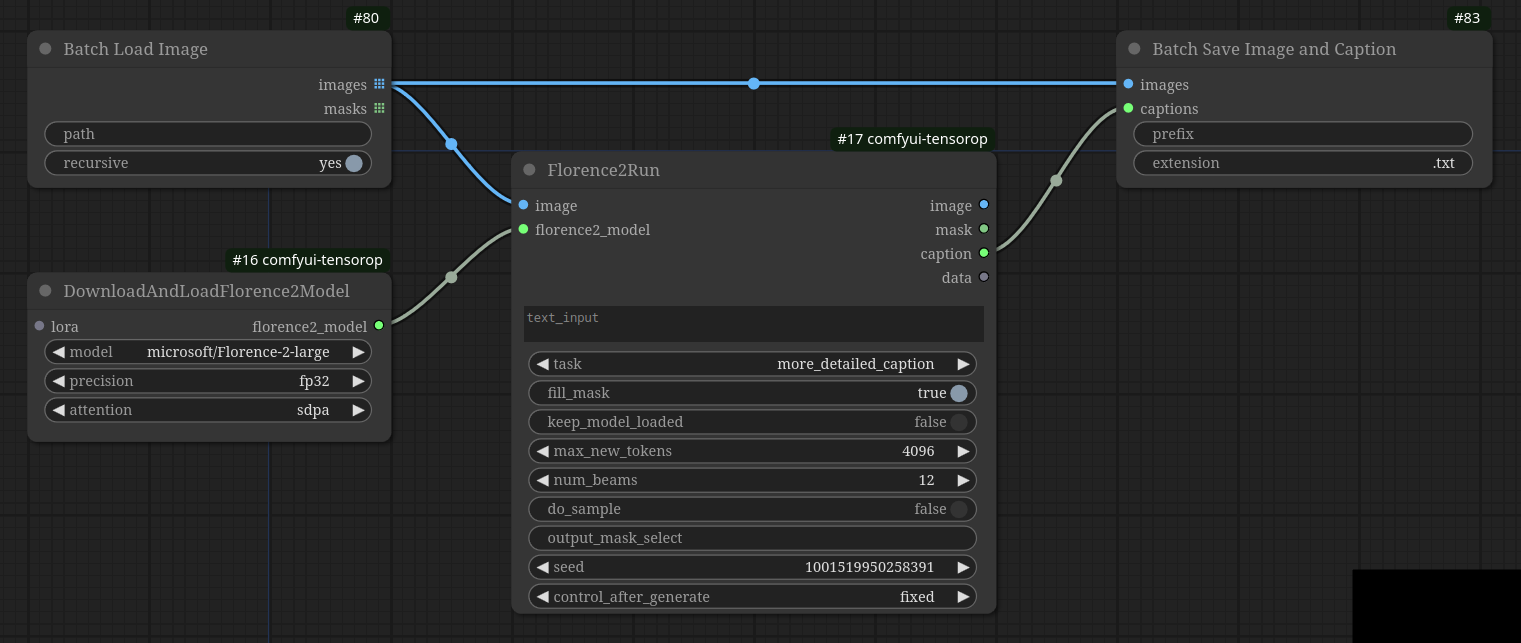 #80
Batch Load Image
images
masks
path
recursive yes
#16 comfyui-tensorop
DownloadAndLoadFlorence2Model
lora florence2_model
model microsoft/Florence-2-large
precision fp32
attention sdpa
#17 comfyui-tensorop
Florence2Run
image image
florence2_model mask
caption
data
text_input
task more_detailed_caption
fill_mask true
keep_model_loaded false
max_new_tokens 4096
num_beams 12
do_sample false
output_mask_select
seed 1001519950258391
control_after_generate fixed
#83
Batch Save Image and Caption
images
captions
prefix
extension .txt